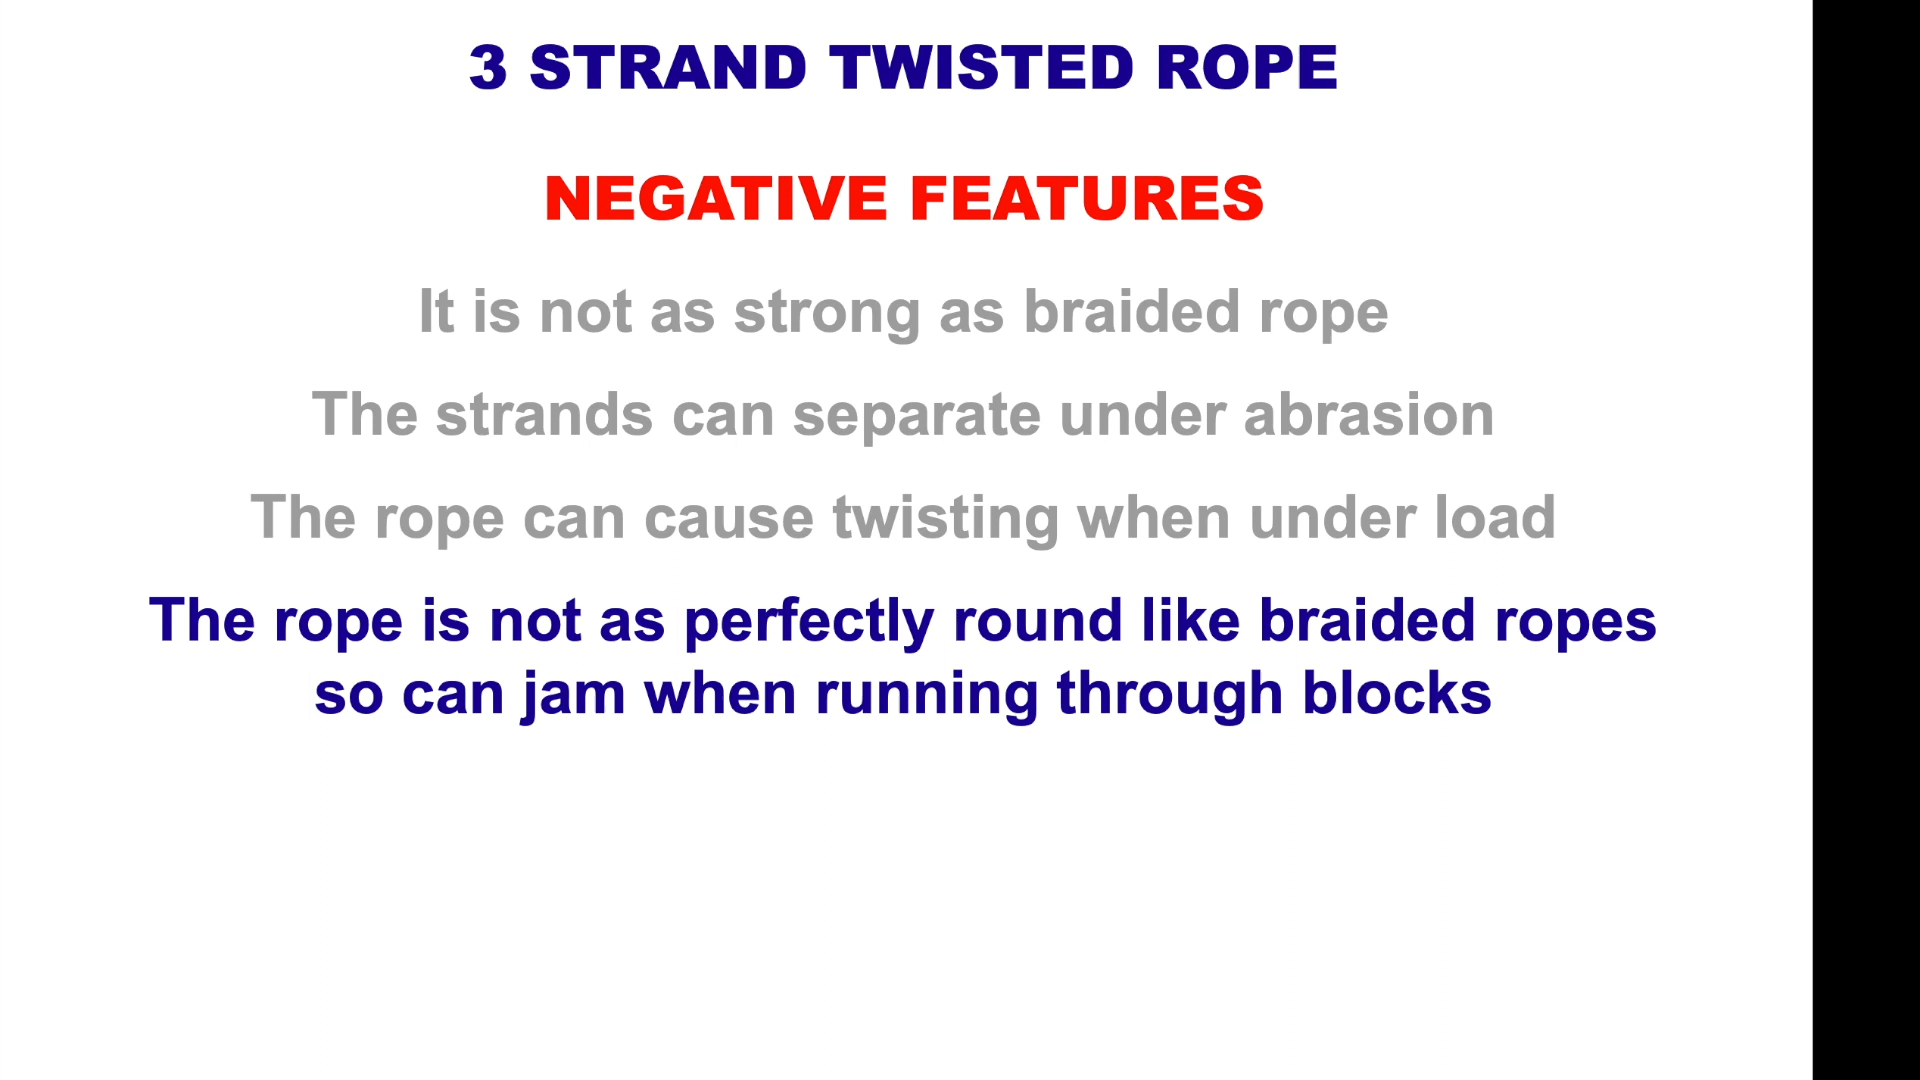 3 STRAND TWISTED ROPE
NEGATIVE FEATURES
It is not as strong as braided rope
The strands can separate under abrasion
The rope can cause twisting when under load
The rope is not as perfectly round like braided ropes
so can jam when running through blocks